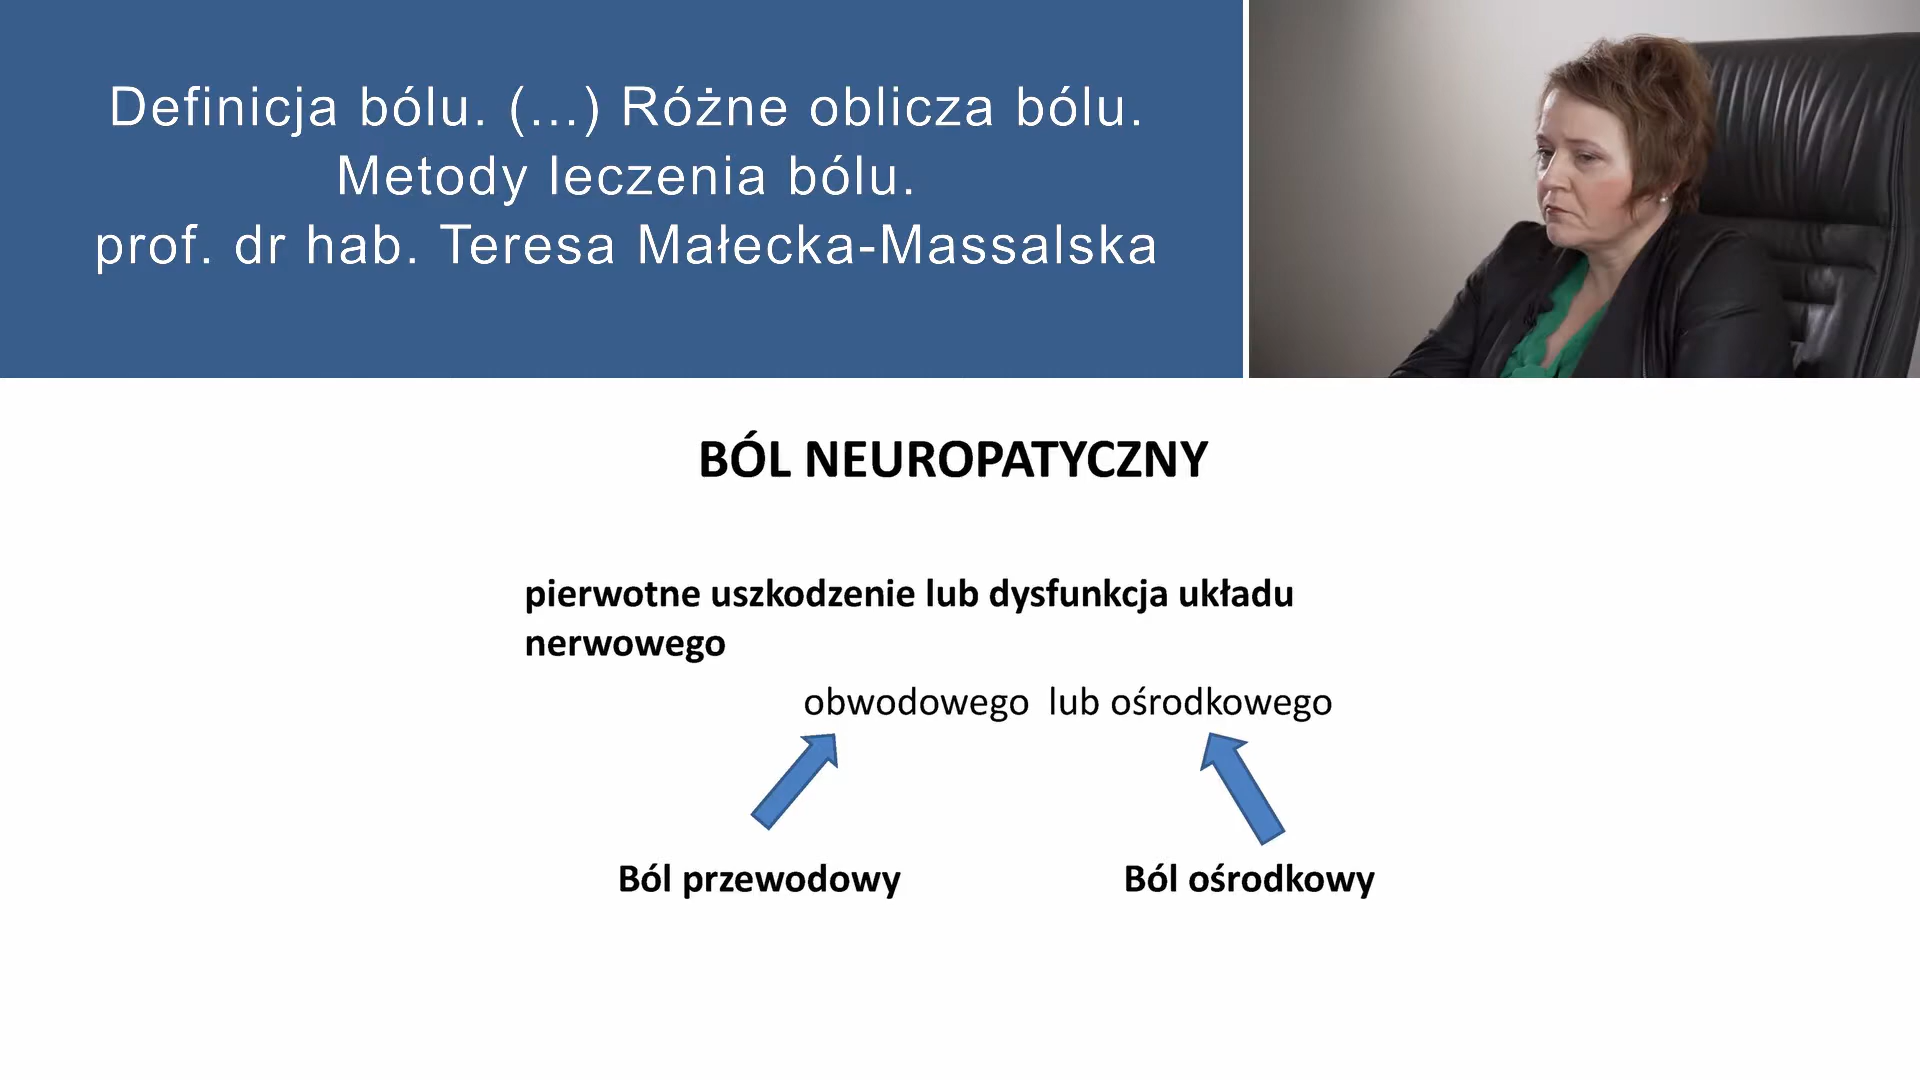 Definicja bólu. (...) Różne oblicza bólu.
Metody leczenia bólu.
prof. dr hab. Teresa Małecka-Massalska
BÓL NEUROPATYCZNY
pierwotne uszkodzenie lub dysfunkcja układu
nerwowego
obwodowego lub ośrodkowego
Ból przewodowy
Ból ośrodkowy